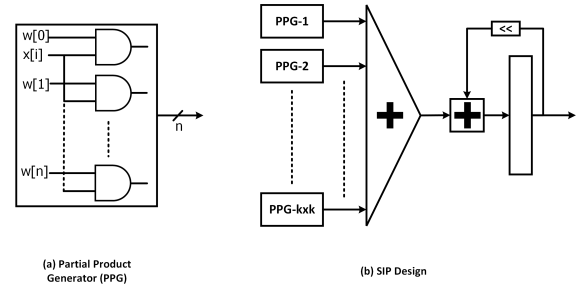 w[0]
x[i]
w[1]
w[n]
n
(a) Partial Product
Generator (PPG)
PPG-1
PPG-2
PPG-kxk
+
+
<<
(b) SIP Design